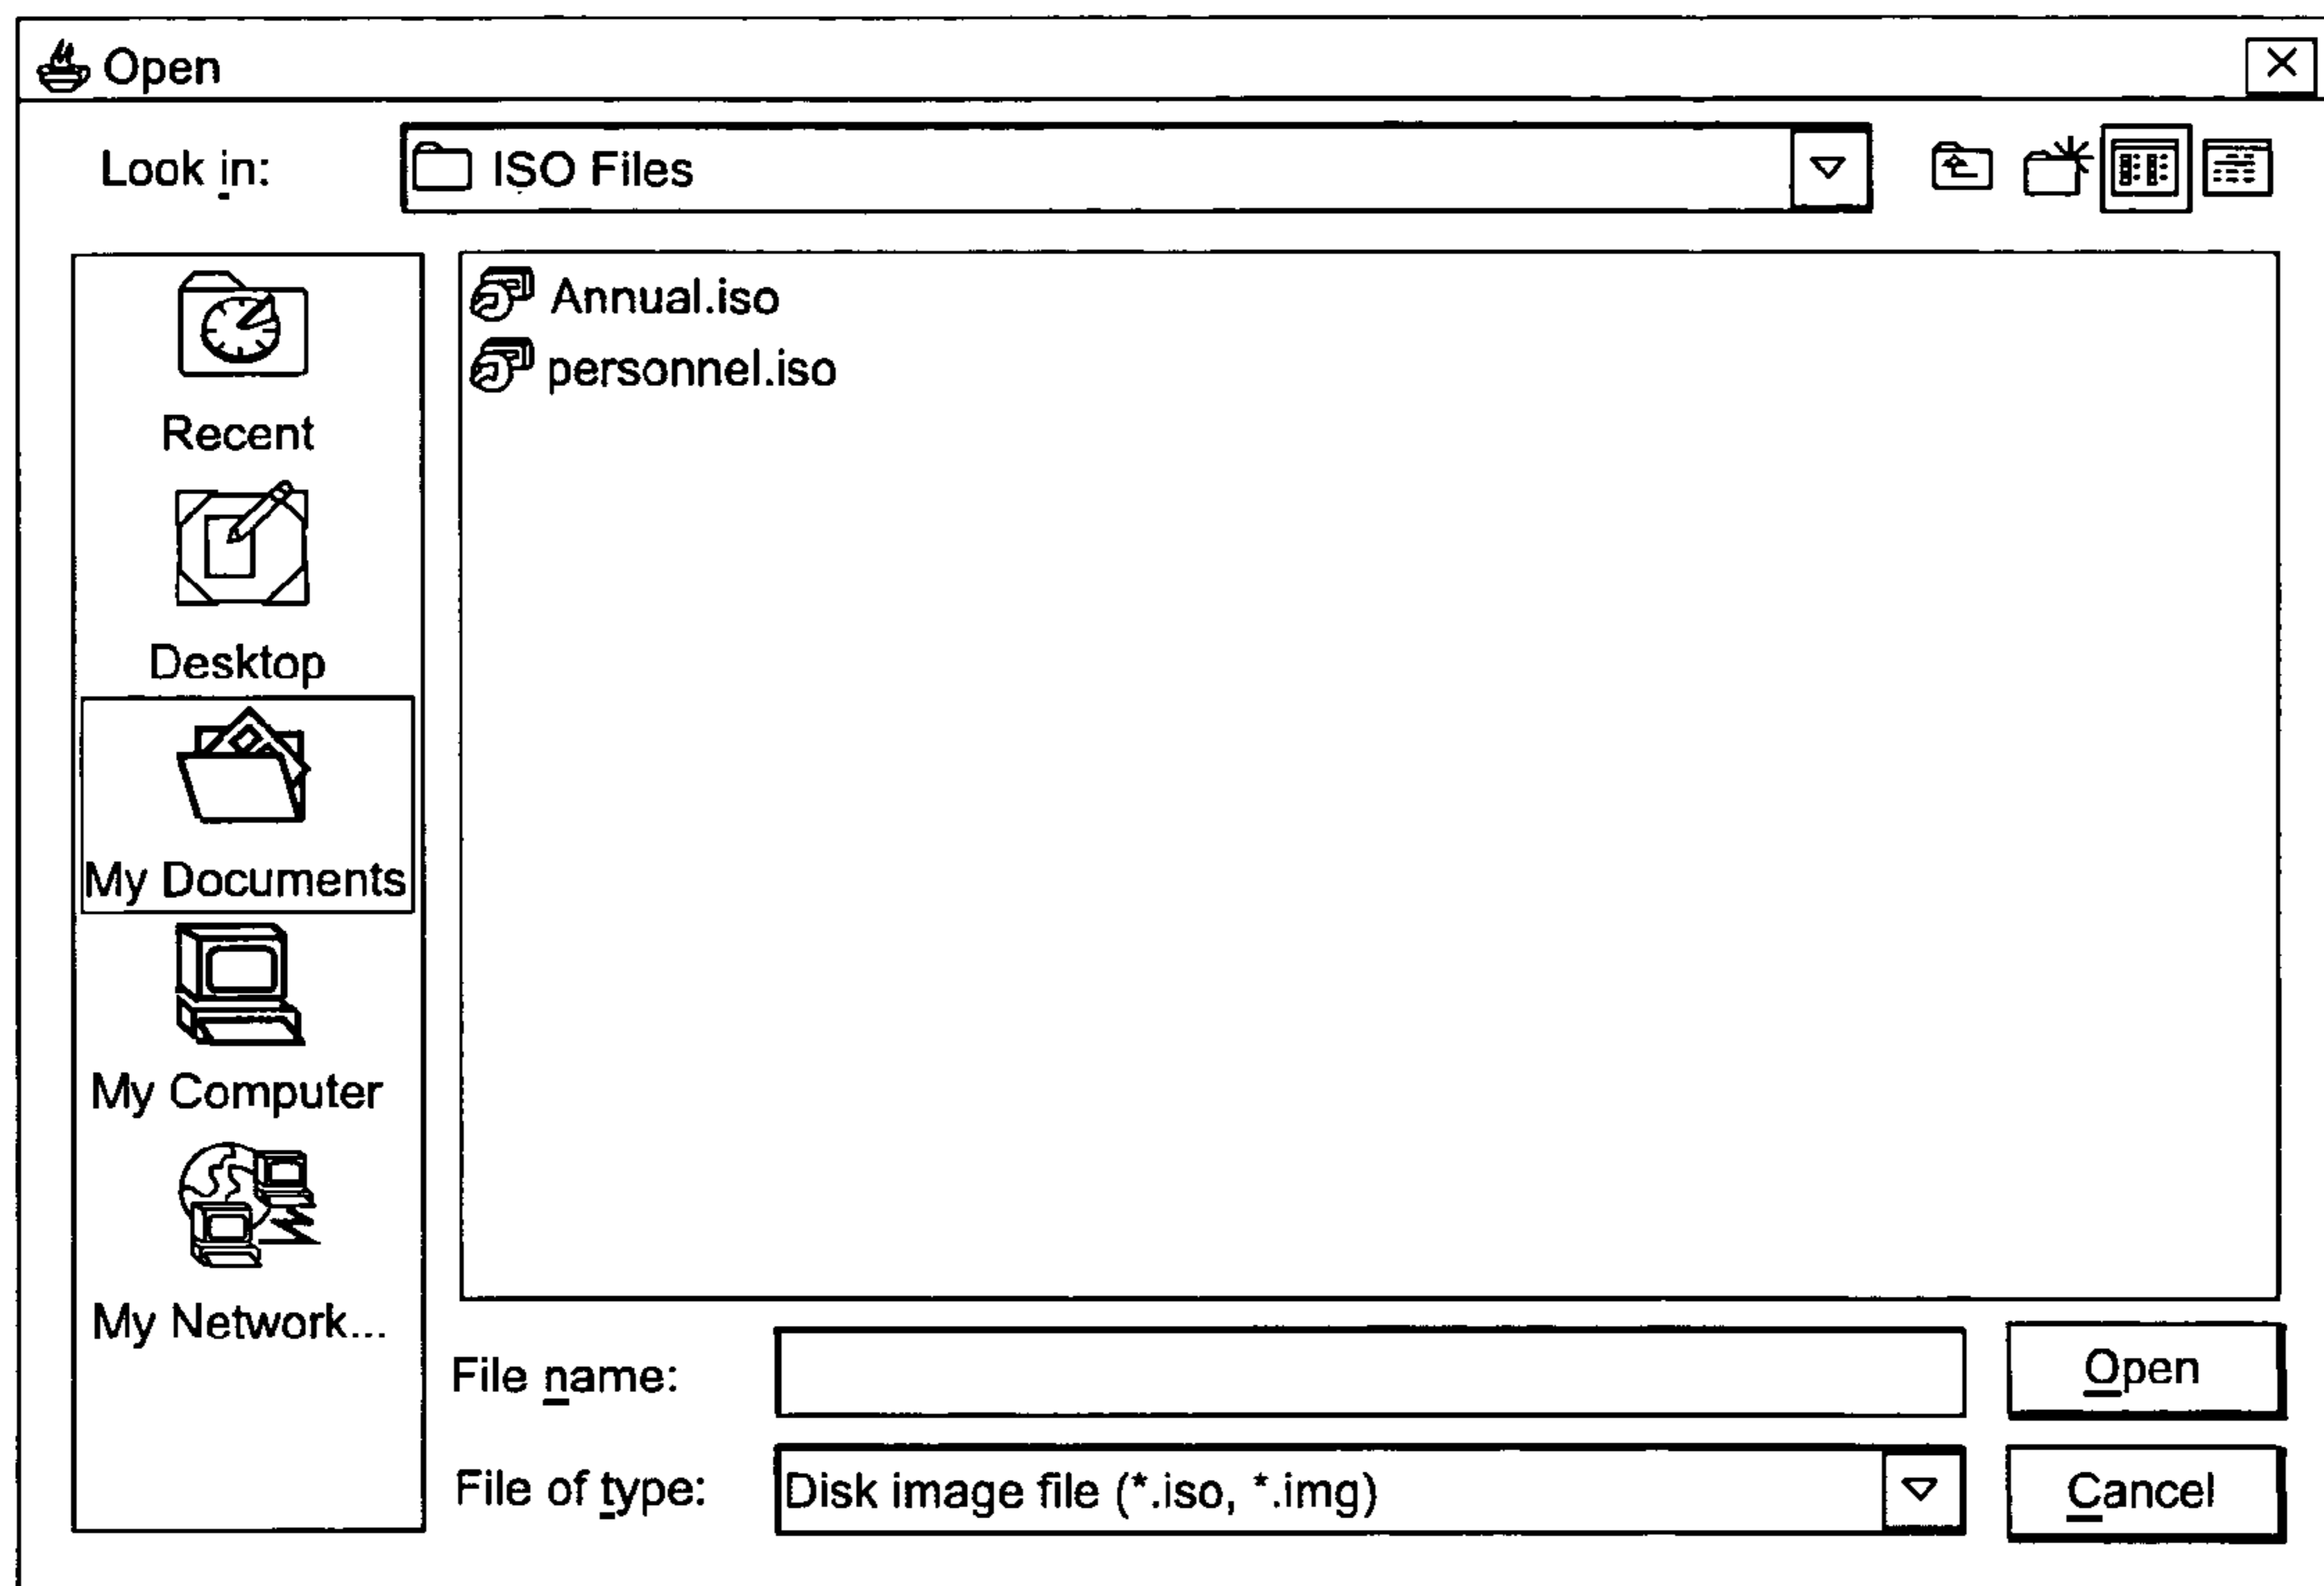 Open
Look in:
ISO Files
Annual.iso
personnel.iso
Recent
Desktop
My Documents
My Computer
My Network...
File name:
Open
File of type:
Disk image file (*.iso, *.img)
Cancel